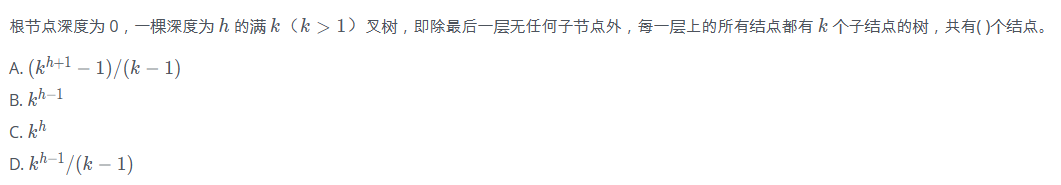 根节点深度为 0，一棵深度为 h 的满 k（k > 1）叉树，即除最后一层无任何子节点外，每一层上的所有结点都有 k 个子结点的树，共有( )个结点。
A. (k^{h+1} − 1)/(k − 1)
B. k^{h−1}
C. k^h
D. k^{h−1}/(k − 1)